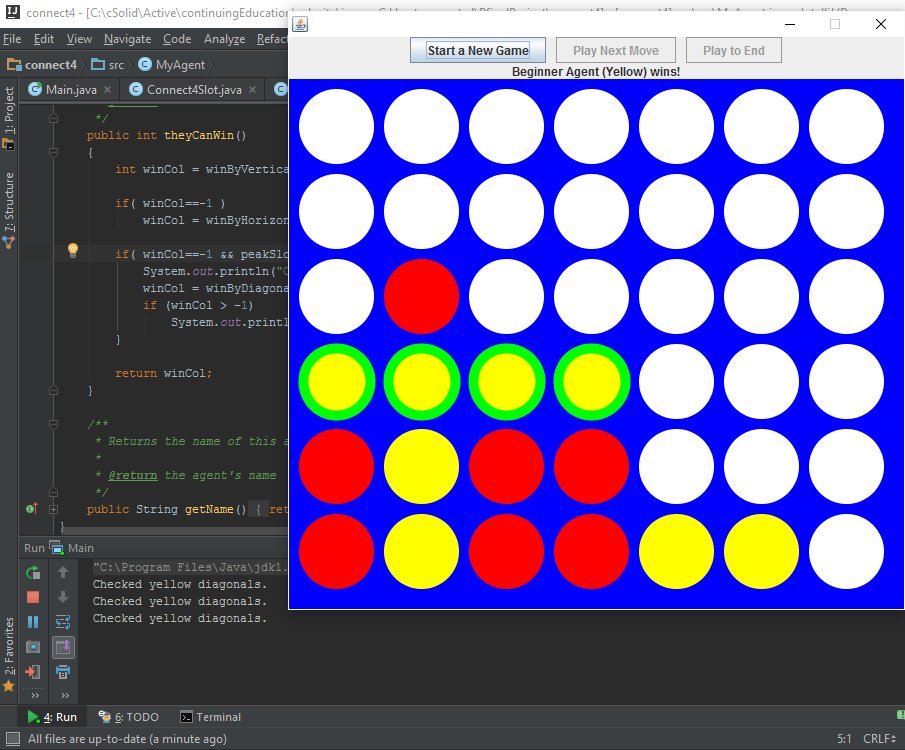 connect4 - [C:\cSolid\Active\continuingEducation
File Edit View Navigate Code Analyze Refact
connect4 src MyAgent
Main.java Connect4Slot.java
1: Project
7: Structure
2: Favorites
*/
public int theyCanWin()
{
int winCol = winByVertica
if( winCol==-1 )
winCol = winByHorizon
if( winCol==-1 && peakSlo
System.out.println("C
winCol = winByDiagona
if (winCol > -1)
System.out.printl
}
return winCol;
}
/**
* Returns the name of this a
*
* @return the agent's name
*/
public String getName() { ret
}
Run Main
"C:\Program Files\Java\jdk1.
Checked yellow diagonals.
Checked yellow diagonals.
Checked yellow diagonals.
4: Run 6: TODO Terminal
All files are up-to-date (a minute ago)
5:1 CRLF
Start a New Game Play Next Move Play to End
Beginner Agent (Yellow) wins!